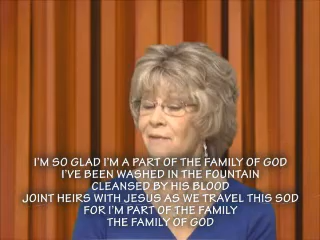 I'M SO GLAD I'M A PART OF THE FAMILY OF GOD
I'VE BEEN WASHED IN THE FOUNTAIN
CLEANSED BY HIS BLOOD
JOINT HEIRS WITH JESUS AS WE TRAVEL THIS SOD
FOR I'M PART OF THE FAMILY
THE FAMILY OF GOD